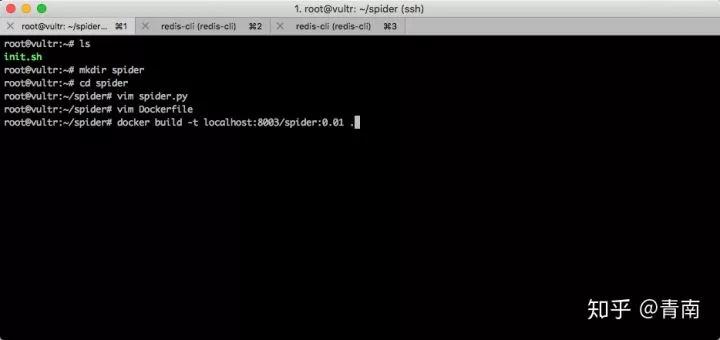 1. root@vultr: ~/spider (ssh)
root@vultr: ~/spider... ⌘1 redis-cli (redis-cli) ⌘2 redis-cli (redis-cli) ⌘3
root@vultr:~# ls
init.sh
root@vultr:~# mkdir spider
root@vultr:~# cd spider
root@vultr:~/spider# vim spider.py
root@vultr:~/spider# vim Dockerfile
root@vultr:~/spider# docker build -t localhost:8003/spider:0.01 .
知乎 @青南